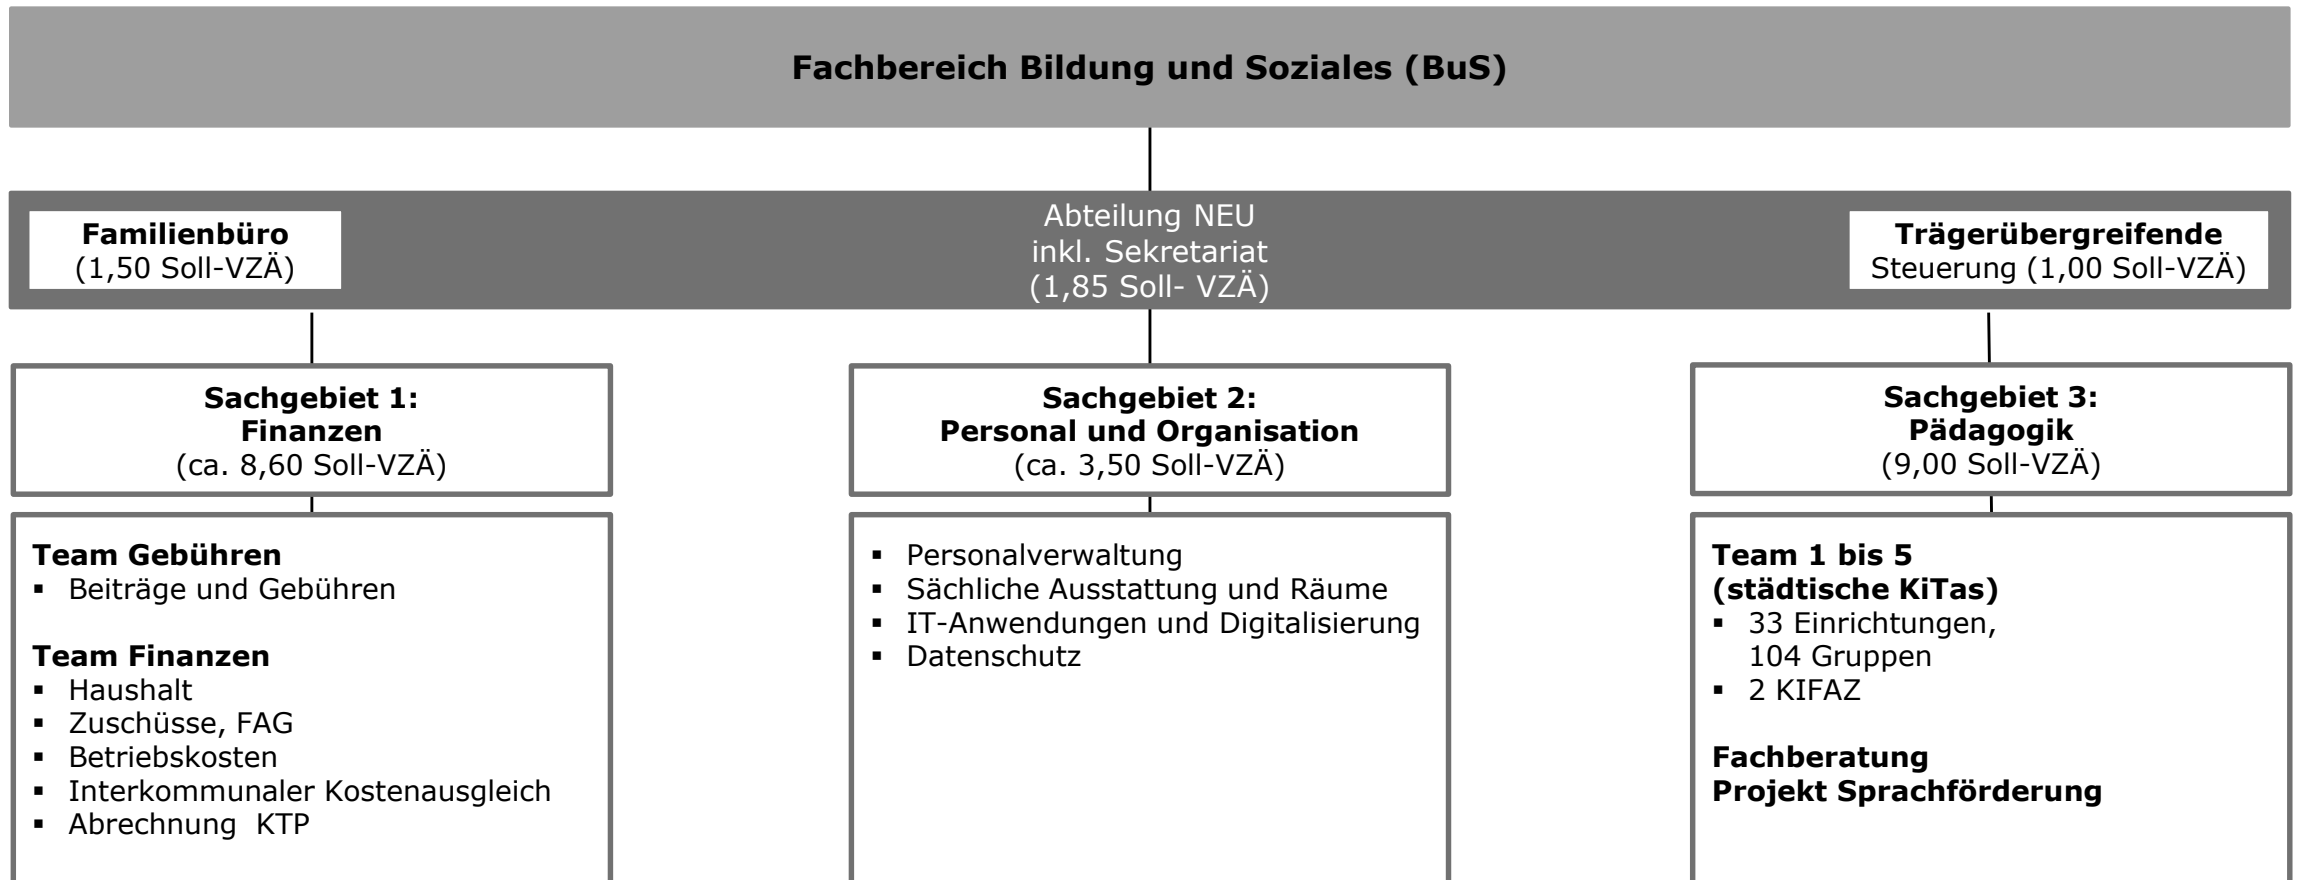 Fachbereich Bildung und Soziales (BuS)
Familienbüro
(1,50 Soll-VZÄ)
Abteilung NEU
inkl. Sekretariat
(1,85 Soll- VZÄ)
Trägerübergreifende
Steuerung (1,00 Soll-VZÄ)
Sachgebiet 1:
Finanzen
(ca. 8,60 Soll-VZÄ)
Sachgebiet 2:
Personal und Organisation
(ca. 3,50 Soll-VZÄ)
Sachgebiet 3:
Pädagogik
(9,00 Soll-VZÄ)
Team Gebühren
▪ Beiträge und Gebühren
Team Finanzen
▪ Haushalt
▪ Zuschüsse, FAG
▪ Betriebskosten
▪ Interkommunaler Kostenausgleich
▪ Abrechnung  KTP
▪ Personalverwaltung
▪ Sächliche Ausstattung und Räume
▪ IT-Anwendungen und Digitalisierung
▪ Datenschutz
Team 1 bis 5
(städtische KiTas)
▪ 33 Einrichtungen,
104 Gruppen
▪ 2 KIFAZ
Fachberatung
Projekt Sprachförderung